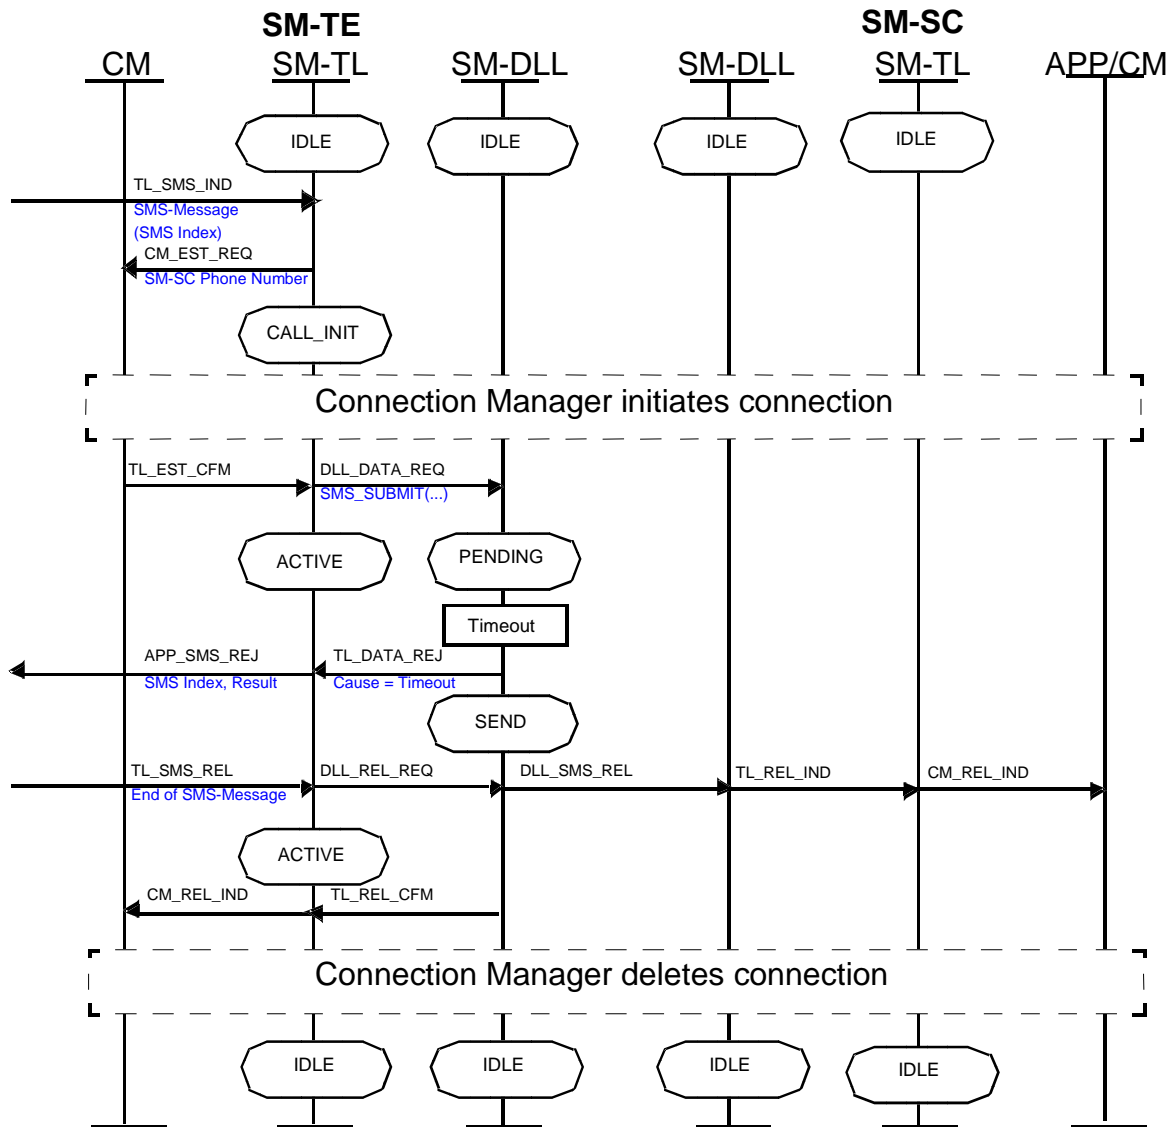 SM-TE SM-SC
CM SM-TL SM-DLL SM-DLL SM-TL APP/CM
IDLE IDLE IDLE IDLE
TL_SMS_IND
SMS-Message
(SMS Index)
CM_EST_REQ
SM-SC Phone Number
CALL_INIT
Connection Manager initiates connection
TL_EST_CFM DLL_DATA_REQ
SMS_SUBMIT(...)
ACTIVE PENDING
Timeout
APP_SMS_REJ TL_DATA_REJ
SMS Index, Result Cause = Timeout
SEND
TL_SMS_REL DLL_REL_REQ DLL_SMS_REL TL_REL_IND CM_REL_IND
End of SMS-Message
ACTIVE
CM_REL_IND TL_REL_CFM
Connection Manager deletes connection
IDLE IDLE IDLE IDLE